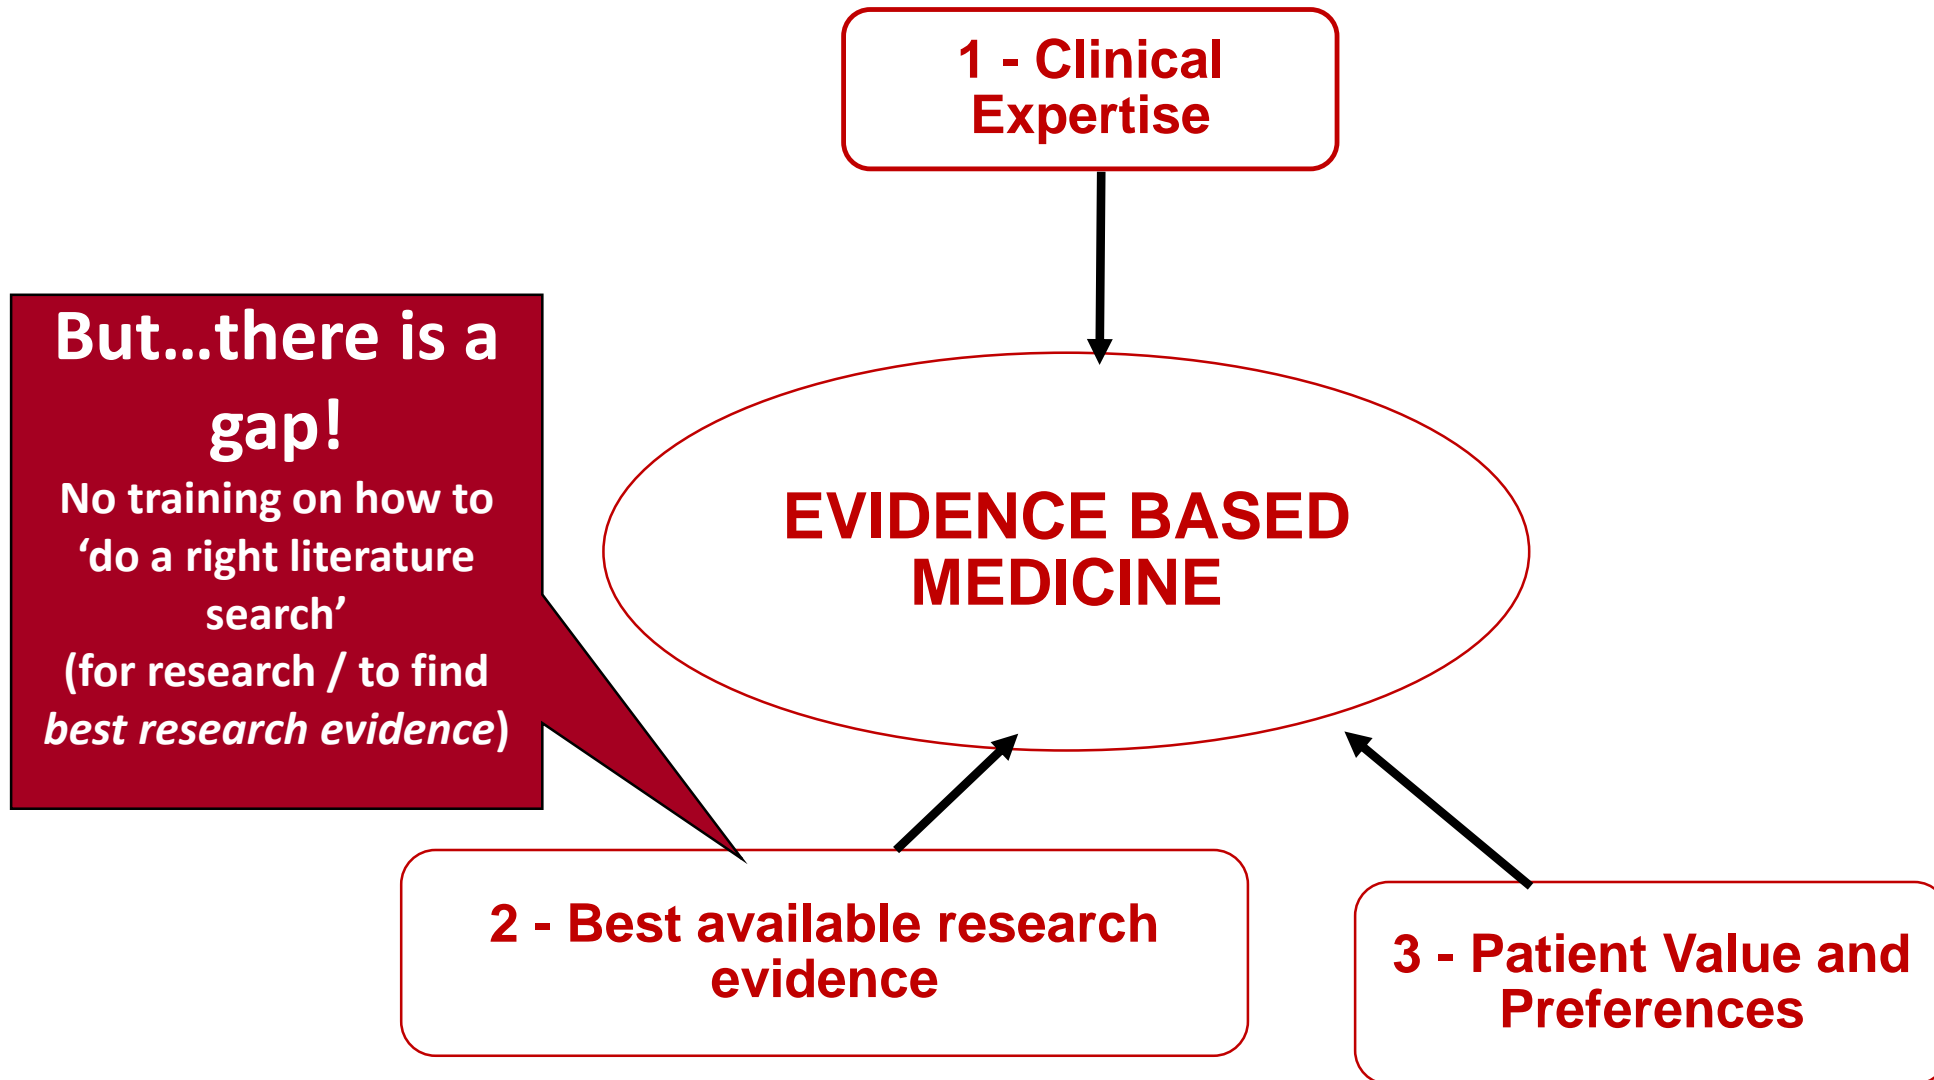 1 - Clinical
Expertise
But...there is a
gap!
No training on how to
‘do a right literature
search’
(for research / to find
best research evidence)
EVIDENCE BASED
MEDICINE
2 - Best available research
evidence
3 - Patient Value and
Preferences